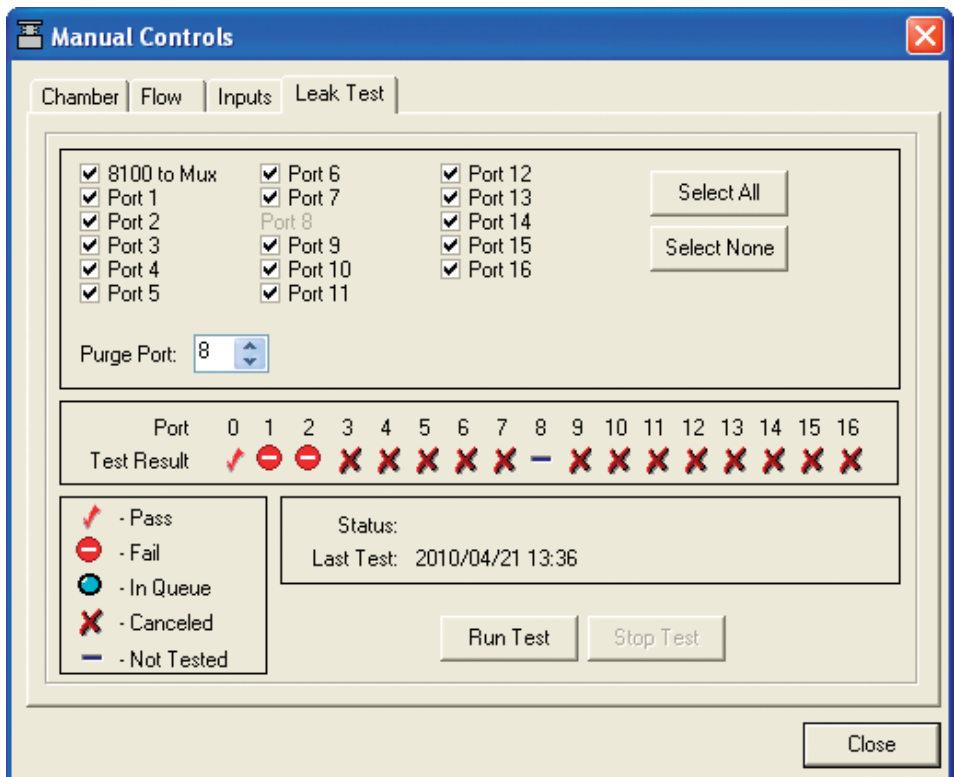 Manual Controls
Chamber Flow Inputs Leak Test
8100 to Mux Port 6 Port 12
Port 1 Port 7 Port 13
Port 2 Port 8 Port 14
Port 3 Port 9 Port 15
Port 4 Port 10 Port 16
Port 5 Port 11
Select All
Select None
Purge Port: 8
Port 0 1 2 3 4 5 6 7 8 9 10 11 12 13 14 15 16
Test Result
- Pass
- Fail
- In Queue
- Canceled
- Not Tested
Status:
Last Test: 2010/04/21 13:36
Run Test Stop Test
Close